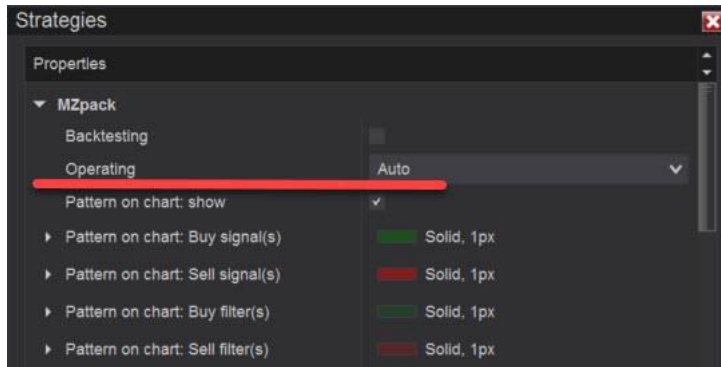 Strategies
Properties
MZpack
Backtesting
Operating Auto
Pattern on chart: show
Pattern on chart: Buy signal(s) Solid, 1px
Pattern on chart: Sell signal(s) Solid, 1px
Pattern on chart: Buy filter(s) Solid, 1px
Pattern on chart: Sell filter(s) Solid, 1px